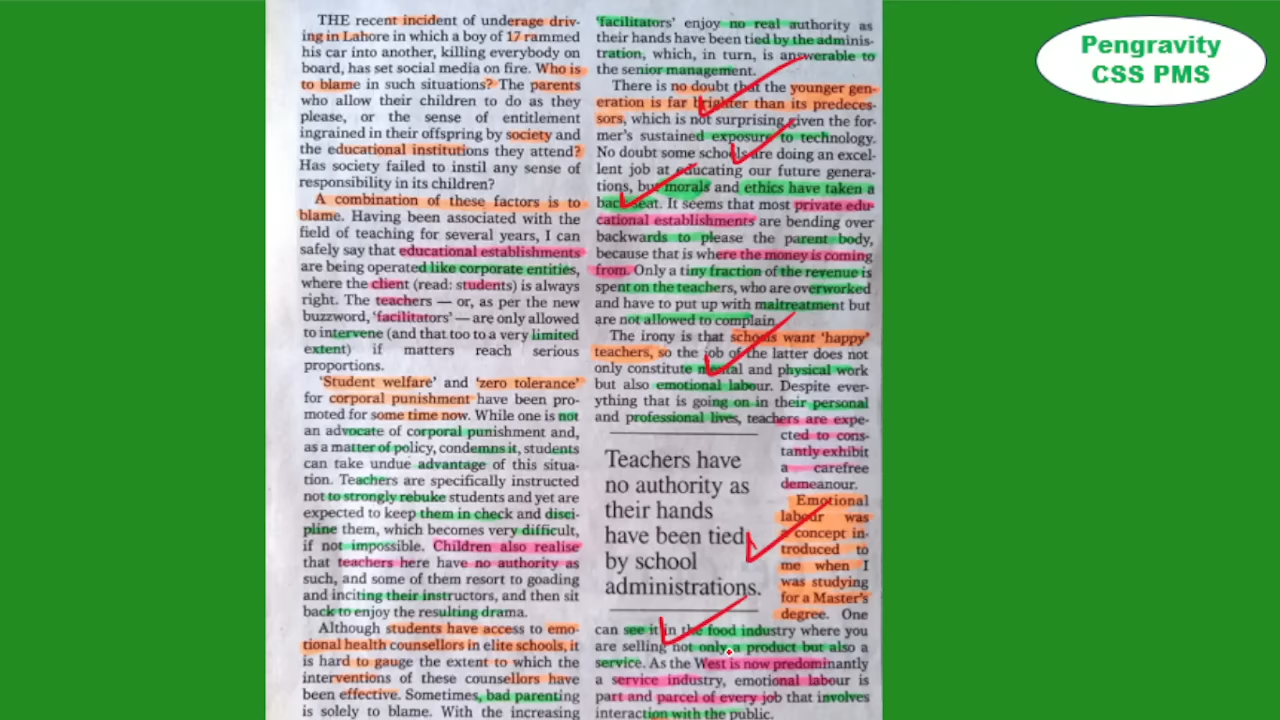 THE recent incident of underage driv-
ing in Lahore in which a boy of 17 rammed
his car into another, killing everybody on
board, has set social media on fire. Who is
to blame in such situations? The parents
who allow their children to do as they
please, or the sense of entitlement
ingrained in their offspring by society and
the educational institutions they attend?
Has society failed to instil any sense of
responsibility in its children?
A combination of these factors is to
blame. Having been associated with the
field of teaching for several years, I can
safely say that educational establishments
are being operated like corporate entities,
where the client (read: students) is always
right. The teachers — or, as per the new
buzzword, 'facilitators' — are only allowed
to intervene (and that too to a very limited
extent) if matters reach serious
proportions.
'Student welfare' and 'zero tolerance'
for corporal punishment have been pro-
moted for some time now. While one is not
an advocate of corporal punishment and,
as a matter of policy, condemns it, students
can take undue advantage of this situa-
tion. Teachers are specifically instructed
not to strongly rebuke students and yet are
expected to keep them in check and disci-
pline them, which becomes very difficult,
if not impossible. Children also realise
that teachers here have no authority as
such, and some of them resort to goading
and inciting their instructors, and then sit
back to enjoy the resulting drama.
Although students have access to emo-
tional health counsellors in elite schools, it
is hard to gauge the extent to which the
interventions of these counsellors have
been effective. Sometimes, bad parenting
is solely to blame. With the increasing
'facilitators' enjoy no real authority as
their hands have been tied by the adminis-
tration, which, in turn, is answerable to
the senior management.
There is no doubt that the younger gen-
eration is far brighter than its predeces-
sors, which is not surprising given the for-
mer's sustained exposure to technology.
No doubt some schools are doing an excel-
lent job at educating our future genera-
tions, but morals and ethics have taken a
back seat. It seems that most private edu-
cational establishments are bending over
backwards to please the parent body,
because that is where the money is coming
from. Only a tiny fraction of the revenue is
spent on the teachers, who are overworked
and have to put up with maltreatment but
are not allowed to complain.
The irony is that schools want 'happy'
teachers, so the job of the latter does not
only constitute mental and physical work
but also emotional labour. Despite ever-
ything that is going on in their personal
and professional lives, teachers are expe-
cted to cons-
tantly exhibit
a carefree
demeanour.
Emotional
labour was
a concept in-
troduced to
me when I
was studying
for a Master's
degree. One
can see it in the food industry where you
are selling not only a product but also a
service. As the West is now predominantly
a service industry, emotional labour is
part and parcel of every job that involves
interaction with the public.
Teachers have
no authority as
their hands
have been tied
by school
administrations.
Pengravity
CSS PMS